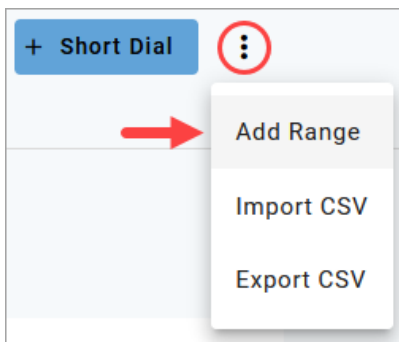 + Short Dial
Add Range
Import CSV
Export CSV